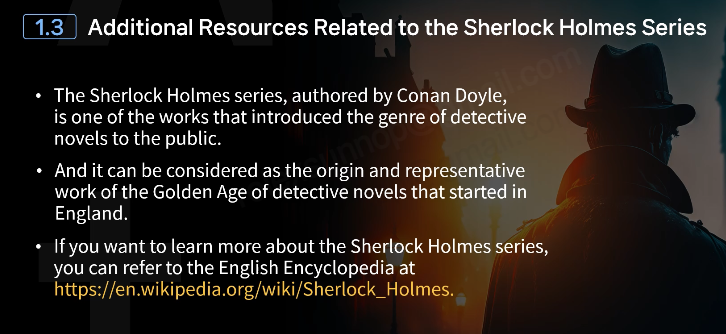 1.3 Additional Resources Related to the Sherlock Holmes Series
• The Sherlock Holmes series, authored by Conan Doyle,
is one of the works that introduced the genre of detective
novels to the public.
• And it can be considered as the origin and representative
work of the Golden Age of detective novels that started in
England.
• If you want to learn more about the Sherlock Holmes series,
you can refer to the English Encyclopedia at
https://en.wikipedia.org/wiki/Sherlock_Holmes.